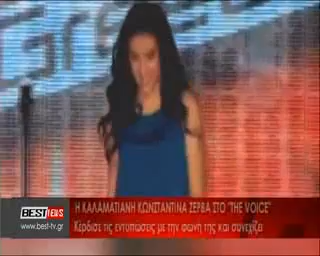 Η ΚΑΛΑΜΑΤΙΑΝΗ ΚΩΝΣΤΑΝΤΙΝΑ ΖΕΡΒΑ ΣΤΟ "THE VOICE"
BEST NEWS
www.best-tv.gr
Κέρδισε τις εντυπώσεις με την φωνή της και συνεχίζει